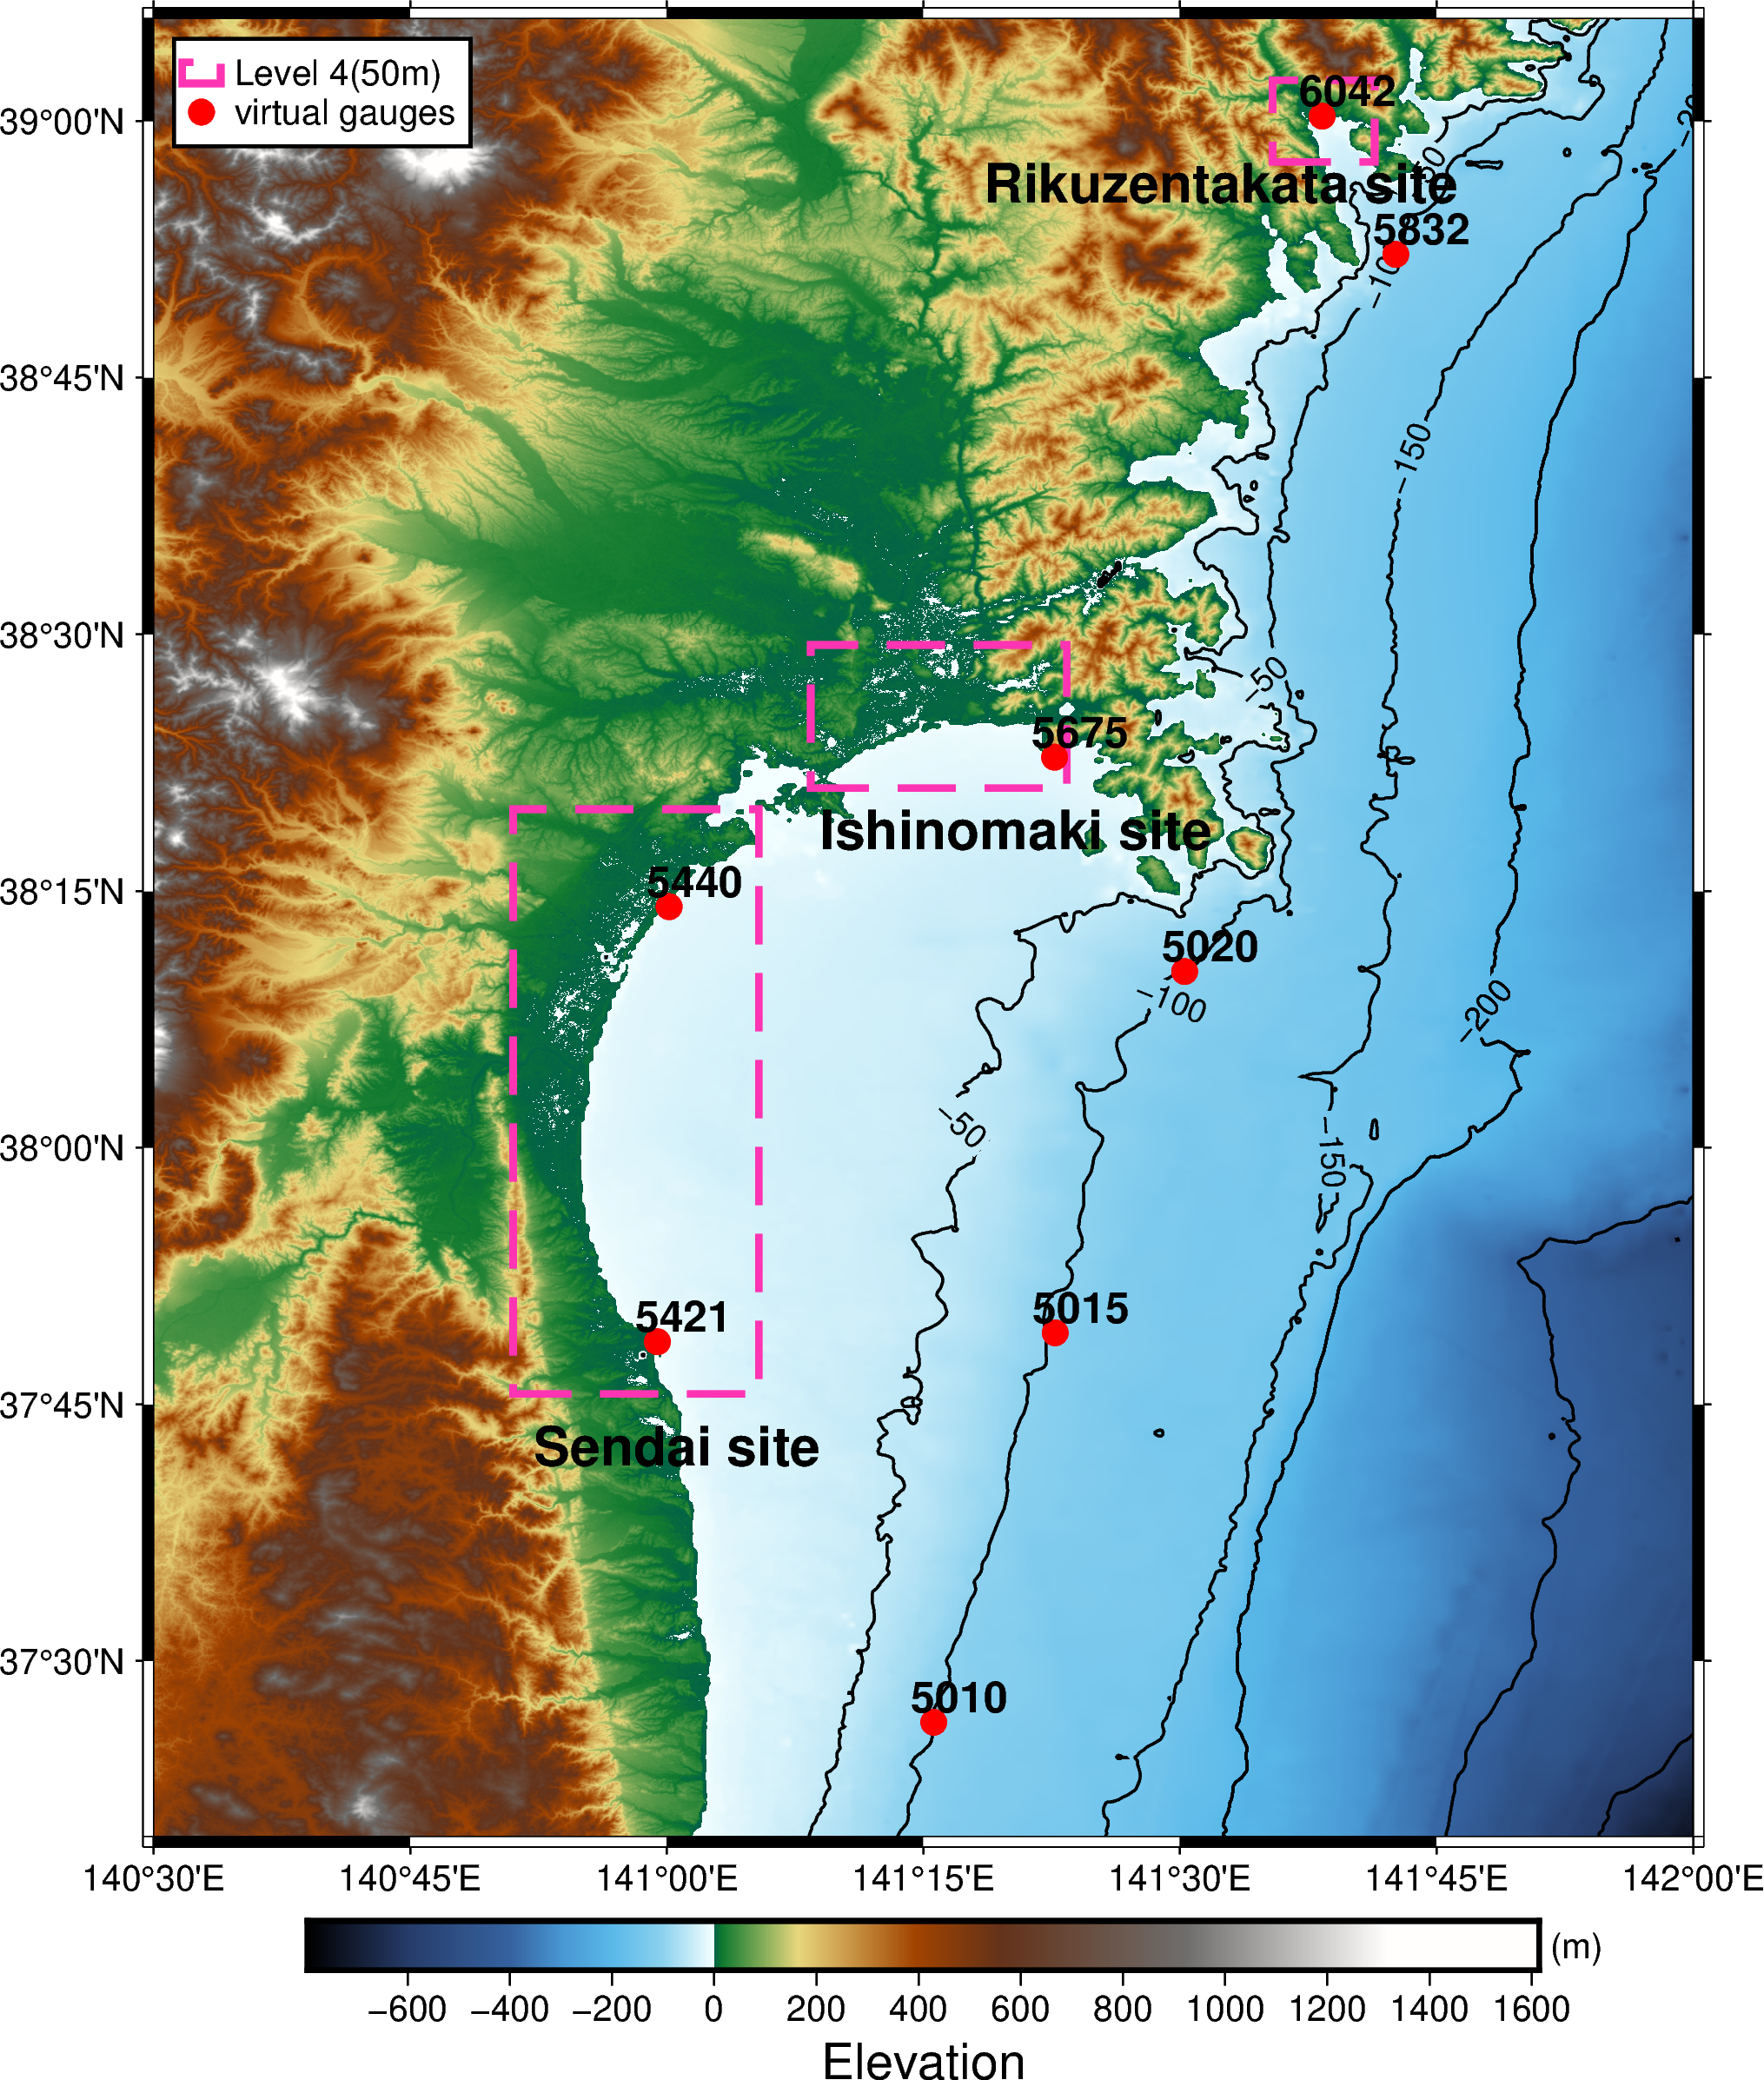 Level 4(50m)
virtual gauges
39°00'N
38°45'N
38°30'N
38°15'N
38°00'N
37°45'N
37°30'N
6042
Rikuzentakata site
5832
−150
−50
5675
Ishinomaki site
5440
5020
−100
−200
−50
−150
5015
5421
Sendai site
5010
140°30'E 140°45'E 141°00'E 141°15'E 141°30'E 141°45'E 142°00'E
(m)
−600 −400 −200 0 200 400 600 800 1000 1200 1400 1600
Elevation